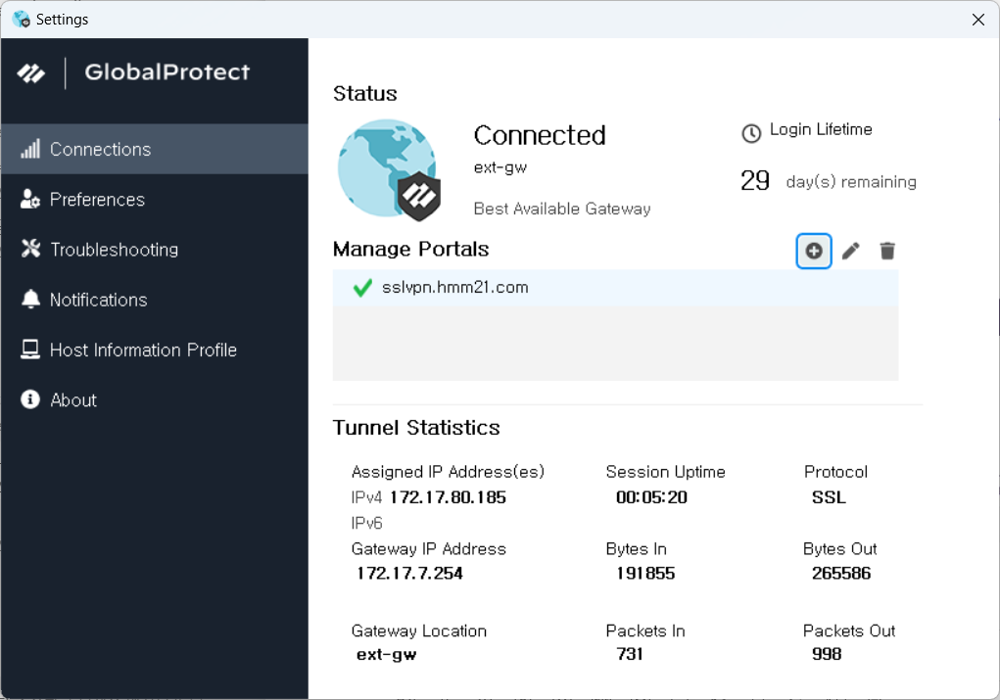 Settings
GlobalProtect
Connections
Preferences
Troubleshooting
Notifications
Host Information Profile
About
Status
Connected
ext-gw
Best Available Gateway
Login Lifetime
29 day(s) remaining
Manage Portals
sslvpn.hmm21.com
Tunnel Statistics
Assigned IP Address(es)
IPv4 172.17.80.185
IPv6
Session Uptime
00:05:20
Protocol
SSL
Gateway IP Address
172.17.7.254
Bytes In
191855
Bytes Out
265586
Gateway Location
ext-gw
Packets In
731
Packets Out
998